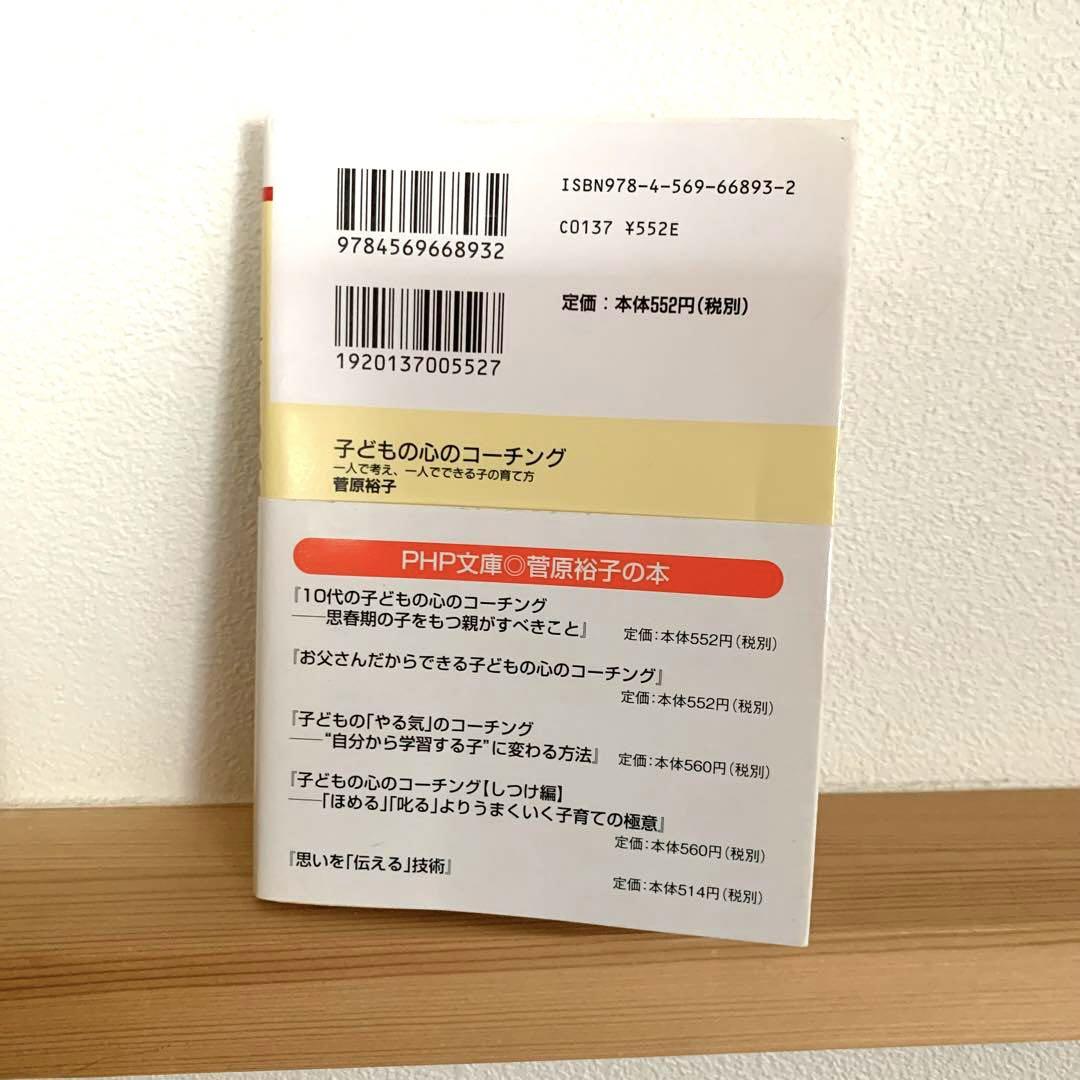 9784569668932
ISBN978-4-569-66893-2
C0137 ¥552E
1920137005527
定価：本体552円(税別)
子どもの心のコーチング
一人で考え、一人でできる子の育て方
菅原裕子
PHP文庫◎菅原裕子の本
『10代の子どもの心のコーチング
──思春期の子をもつ親がすべきこと』 定価：本体552円(税別)
『お父さんだからできる子どもの心のコーチング』
定価：本体552円(税別)
『子どもの「やる気」のコーチング
──“自分から学習する子”に変わる方法』 定価：本体560円(税別)
『子どもの心のコーチング【しつけ編】
──「ほめる」「叱る」よりうまくいく子育ての極意』
定価：本体560円(税別)
『思いを「伝える」技術』
定価：本体514円(税別)